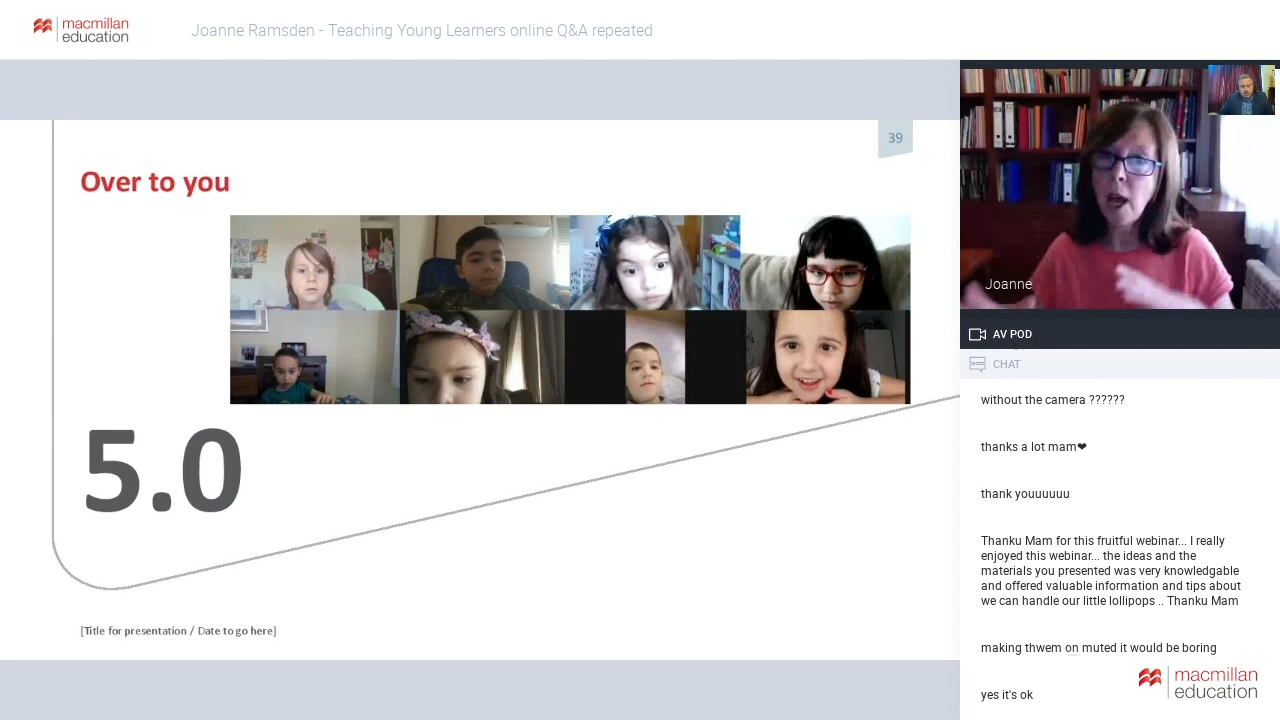 macmillan
education
Joanne Ramsden - Teaching Young Learners online Q&A repeated
39
Over to you
5.0
[Title for presentation / Date to go here]
Joanne
AV POD
CHAT
without the camera ??????
thanks a lot mam❤
thank youuuuuu
Thanku Mam for this fruitful webinar... I really
enjoyed this webinar... the ideas and the
materials you presented was very knowledgable
and offered valuable information and tips about
we can handle our little lollipops .. Thanku Mam
making thwem on muted it would be boring
yes it's ok
macmillan
education